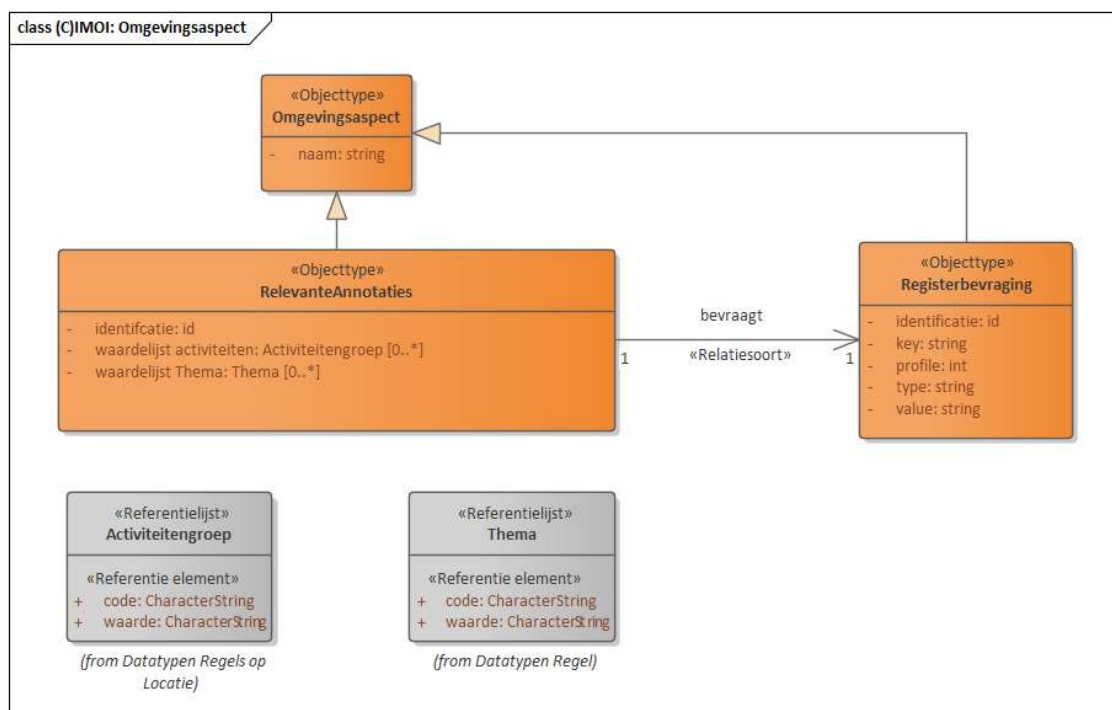 class (C)IMOI: Omgevingsaspect
«Objecttype»
Omgevingsaspect
- naam: string
«Objecttype»
RelevanteAnnotaties
- identifcatie: id
- waardelijst activiteiten: Activiteitengroep [0..*]
- waardelijst Thema: Thema [0..*]
bevraagt
«Relatiesoort»
1
1
«Objecttype»
Registerbevraging
- identificatie: id
- key: string
- profile: int
- type: string
- value: string
«Referentielijst»
Activiteitengroep
«Referentie element»
+ code: CharacterString
+ waarde: CharacterString
(from Datatypen Regels op
Locatie)
«Referentielijst»
Thema
«Referentie element»
+ code: CharacterString
+ waarde: CharacterString
(from Datatypen Regel)